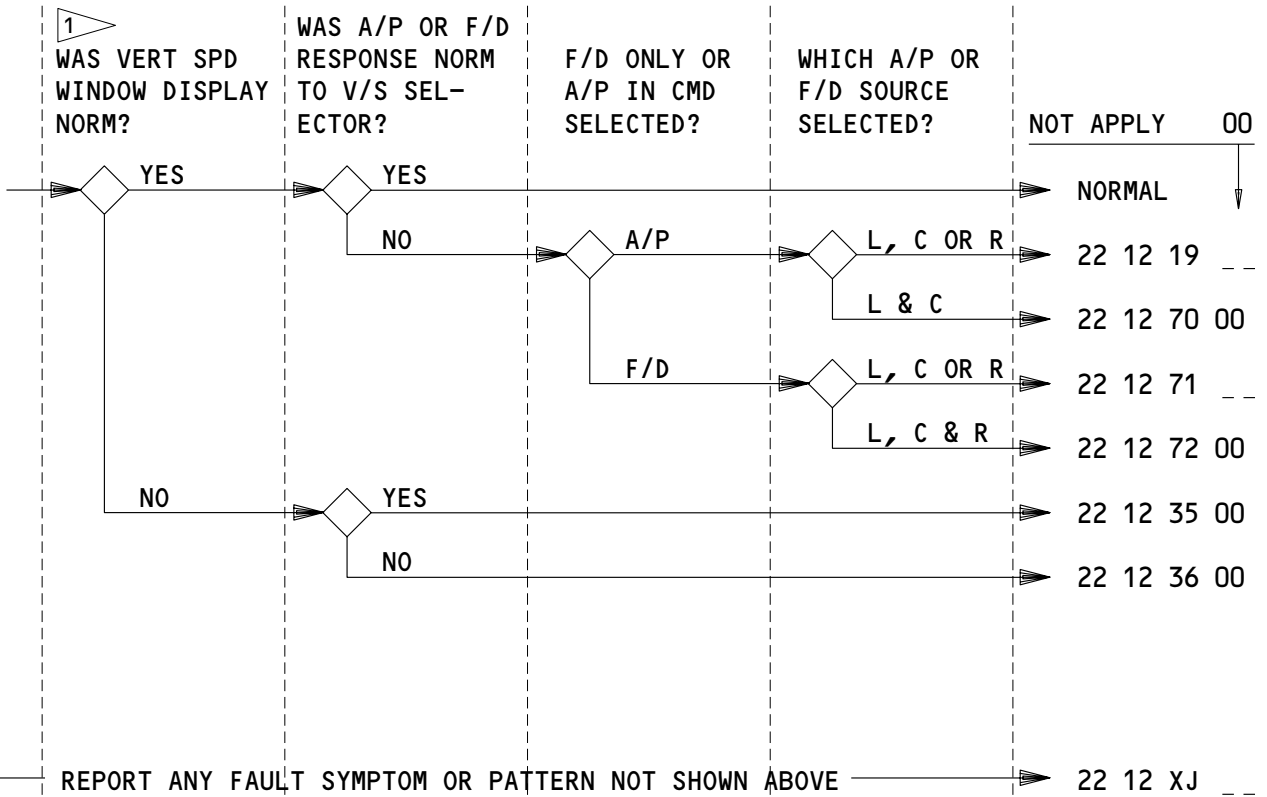 1
WAS VERT SPD
WINDOW DISPLAY
NORM?
WAS A/P OR F/D
RESPONSE NORM
TO V/S SEL-
ECTOR?
F/D ONLY OR
A/P IN CMD
SELECTED?
WHICH A/P OR
F/D SOURCE
SELECTED?
NOT APPLY 00
YES
YES
NORMAL
NO
A/P
L, C OR R
22 12 19 _ _
L & C
22 12 70 00
F/D
L, C OR R
22 12 71 _ _
L, C & R
22 12 72 00
NO
YES
22 12 35 00
NO
22 12 36 00
REPORT ANY FAULT SYMPTOM OR PATTERN NOT SHOWN ABOVE
22 12 XJ _ _